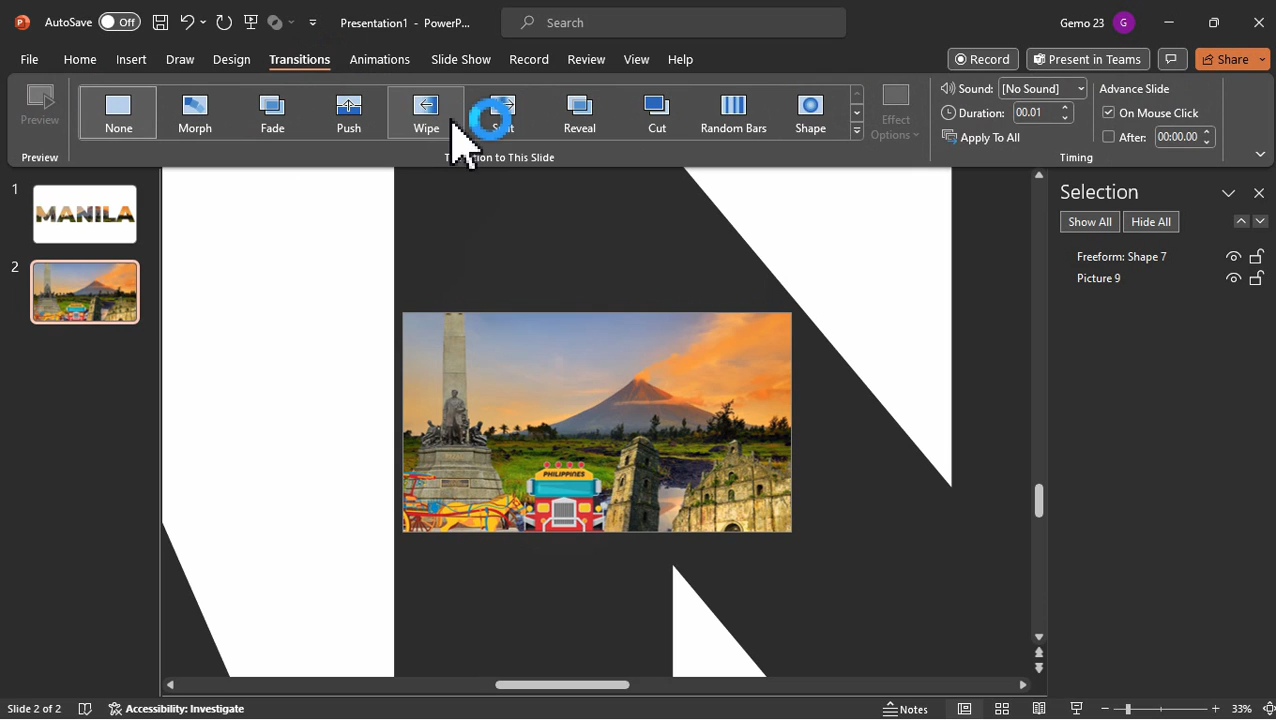 AutoSave Off Presentation1 - PowerP... Search Gemo 23 G
File Home Insert Draw Design Transitions Animations Slide Show Record Review View Help Record Present in Teams Share
Preview None Morph Fade Push Wipe Reveal Cut Random Bars Shape Effect Options
Sound: [No Sound]
Duration: 00.01
Apply To All
Advance Slide
On Mouse Click
After: 00:00.00
Preview to This Slide Timing
Selection
Show All Hide All
Freeform: Shape 7
Picture 9
1
MANILA
2
PHILIPPINES
Slide 2 of 2 Accessibility: Investigate Notes 33%